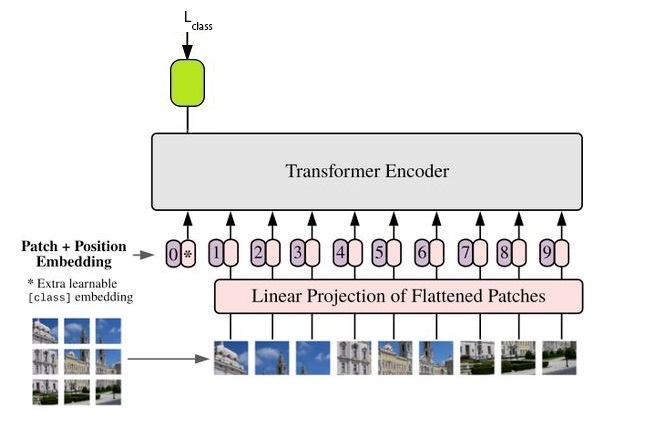 L class
Transformer Encoder
Patch + Position
Embedding
0 * 1 2 3 4 5 6 7 8 9
* Extra learnable
[class] embedding
Linear Projection of Flattened Patches